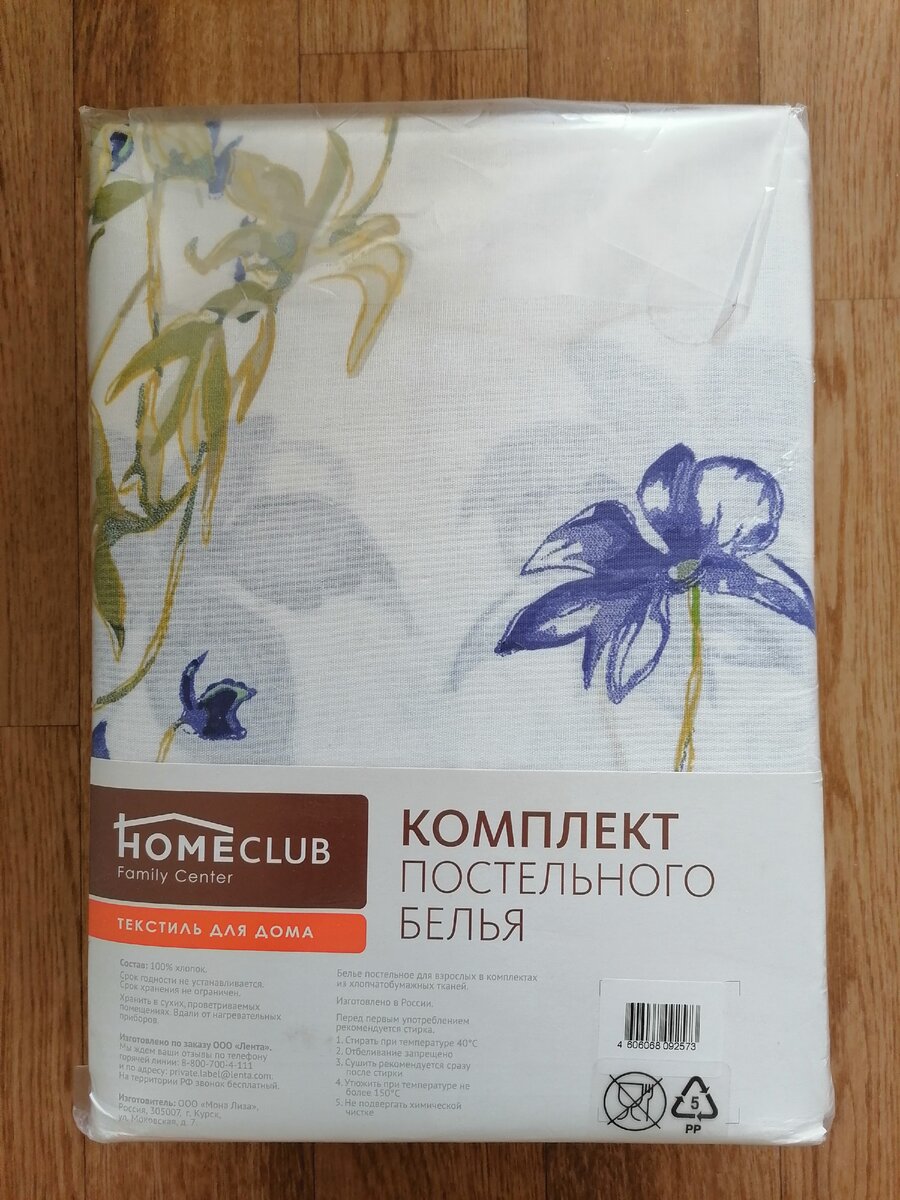 HOMECLUB
Family Center
ТЕКСТИЛЬ ДЛЯ ДОМА
КОМПЛЕКТ
ПОСТЕЛЬНОГО
БЕЛЬЯ
Состав: 100% хлопок.
Срок годности не устанавливается.
Срок хранения не ограничен.
Хранить в сухих, проветриваемых
помещениях. Вдали от нагревательных
приборов.
Изготовлено по заказу ООО «Лента».
Мы ждем ваши отзывы по телефону
горячей линии: 8-800-700-4-111
и по адресу: private.label@lenta.com.
На территории РФ звонок бесплатный.
Изготовитель: ООО «Мона Лиза»,
Россия, 305007, г. Курск,
ул. Моковская, д. 7.
Белье постельное для взрослых в комплектах
из хлопчатобумажных тканей.
Изготовлено в России.
Перед первым употреблением
рекомендуется стирка.
1. Стирать при температуре 40°C
2. Отбеливание запрещено
3. Сушить рекомендуется сразу
после стирки
4. Утюжить при температуре не
более 150°C
5. Не подвергать химической
чистке
4 606068 092573
5
PP